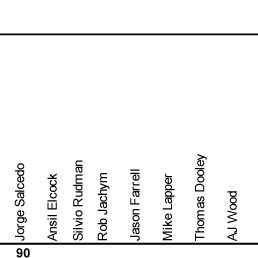 Jorge Salcedo
Ansil Elcock
Silvio Rudman
Rob Jachym
Jason Farrell
Mike Lapper
Thomas Dooley
AJ Wood
90